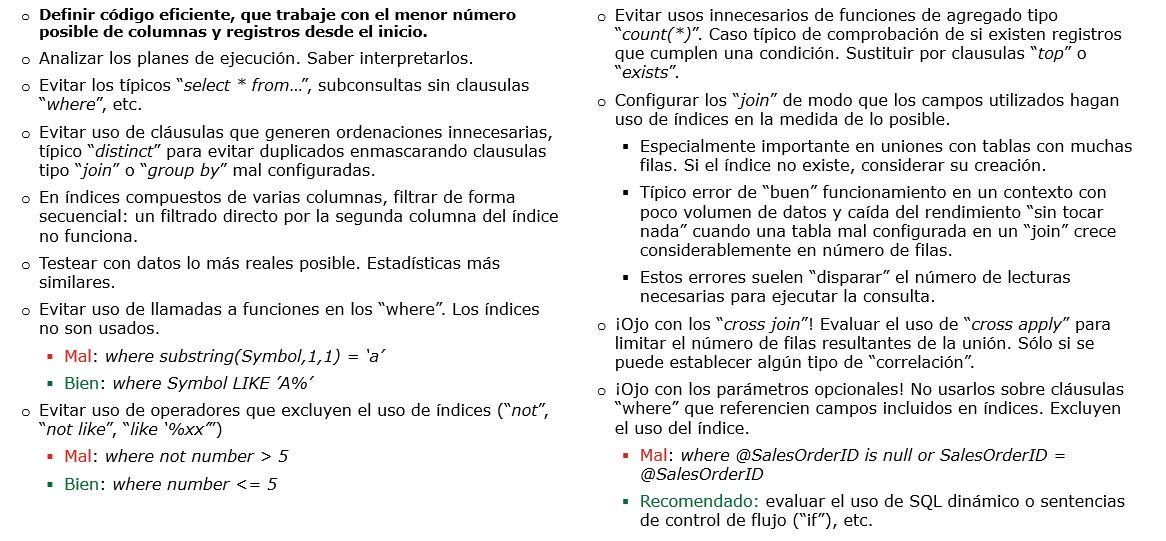 o Definir código eficiente, que trabaje con el menor número
posible de columnas y registros desde el inicio.
o Analizar los planes de ejecución. Saber interpretarlos.
o Evitar los típicos “select * from…”, subconsultas sin clausulas
“where”, etc.
o Evitar uso de cláusulas que generen ordenaciones innecesarias,
típico “distinct” para evitar duplicados enmascarando clausulas
tipo “join” o “group by” mal configuradas.
o En índices compuestos de varias columnas, filtrar de forma
secuencial: un filtrado directo por la segunda columna del índice
no funciona.
o Testear con datos lo más reales posible. Estadísticas más
similares.
o Evitar uso de llamadas a funciones en los “where”. Los índices
no son usados.
▪ Mal: where substring(Symbol,1,1) = ‘a’
▪ Bien: where Symbol LIKE ’A%’
o Evitar uso de operadores que excluyen el uso de índices (“not”,
“not like”, “like ‘%xx’”)
▪ Mal: where not number > 5
▪ Bien: where number <= 5
o Evitar usos innecesarios de funciones de agregado tipo
“count(*)”. Caso típico de comprobación de si existen registros
que cumplen una condición. Sustituir por clausulas “top” o
“exists”.
o Configurar los “join” de modo que los campos utilizados hagan
uso de índices en la medida de lo posible.
▪ Especialmente importante en uniones con tablas con muchas
filas. Si el índice no existe, considerar su creación.
▪ Típico error de “buen” funcionamiento en un contexto con
poco volumen de datos y caída del rendimiento “sin tocar
nada” cuando una tabla mal configurada en un “join” crece
considerablemente en número de filas.
▪ Estos errores suelen “disparar” el número de lecturas
necesarias para ejecutar la consulta.
o ¡Ojo con los “cross join”! Evaluar el uso de “cross apply” para
limitar el número de filas resultantes de la unión. Sólo si se
puede establecer algún tipo de “correlación”.
o ¡Ojo con los parámetros opcionales! No usarlos sobre cláusulas
“where” que referencien campos incluidos en índices. Excluyen
el uso del índice.
▪ Mal: where @SalesOrderID is null or SalesOrderID =
@SalesOrderID
▪ Recomendado: evaluar el uso de SQL dinámico o sentencias
de control de flujo (“if”), etc.